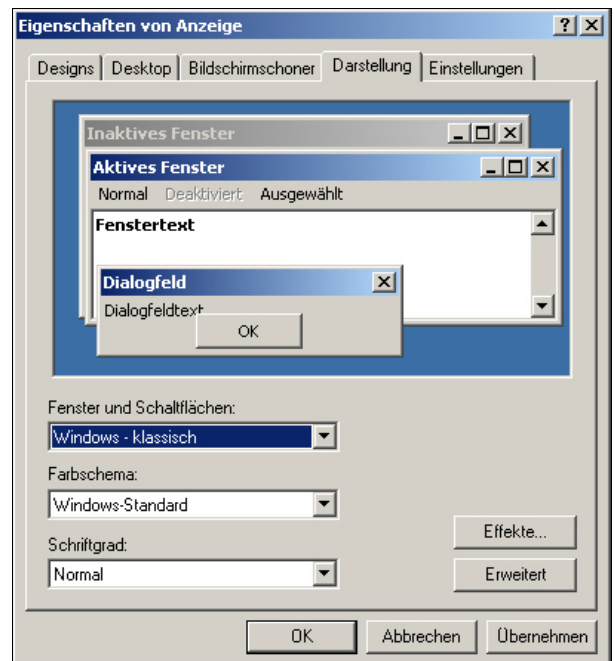 Eigenschaften von Anzeige
Designs Desktop Bildschirmschoner Darstellung Einstellungen
Inaktives Fenster
Aktives Fenster
Normal Deaktiviert Ausgewählt
Fenstertext
Dialogfeld
Dialogfeldtext
OK
Fenster und Schaltflächen:
Windows - klassisch
Farbschema:
Windows-Standard
Effekte...
Schriftgrad:
Normal
Erweitert
OK Abbrechen Übernehmen